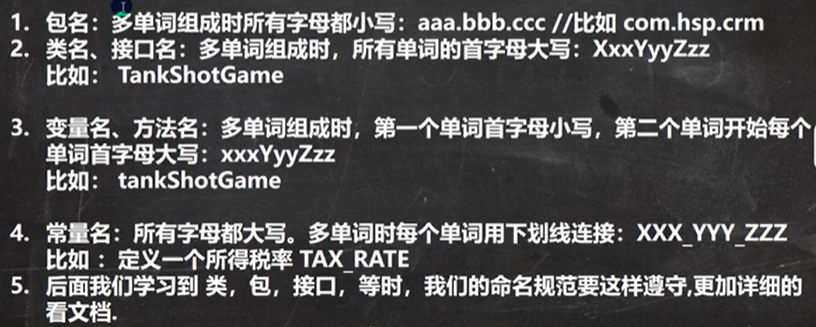 1. 包名：多单词组成时所有字母都小写：aaa.bbb.ccc //比如 com.hsp.crm
2. 类名、接口名：多单词组成时，所有单词的首字母大写：XxxYyyZzz
比如： TankShotGame
3. 变量名、方法名：多单词组成时，第一个单词首字母小写，第二个单词开始每个
单词首字母大写：xxxYyyZzz
比如： tankShotGame
4. 常量名：所有字母都大写。多单词时每个单词用下划线连接：XXX_YYY_ZZZ
比如 ：定义一个所得税率 TAX_RATE
5. 后面我们学习到 类，包，接口，等时，我们的命名规范要这样遵守,更加详细的
看文档.